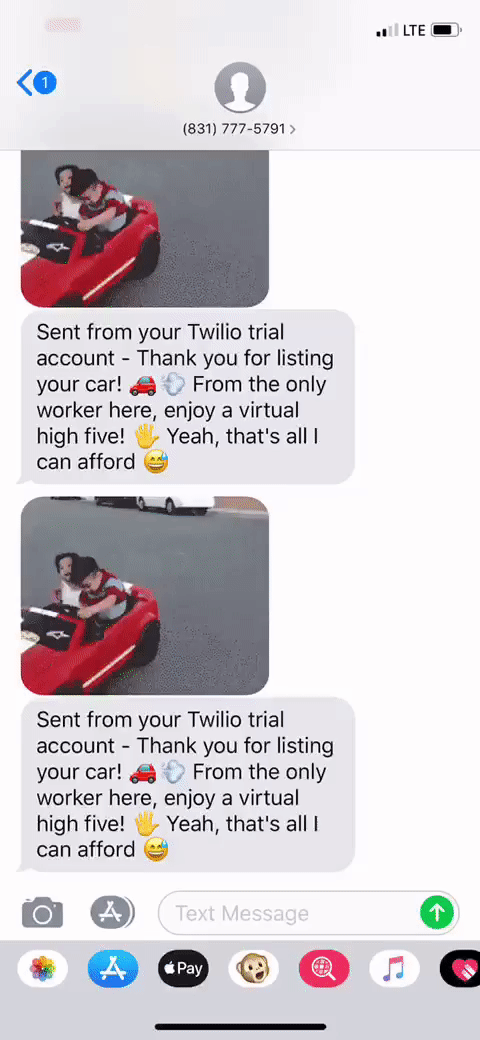 LTE
1
(831) 777-5791
Sent from your Twilio trial
account - Thank you for listing
your car! 🚗💨 From the only
worker here, enjoy a virtual
high five! 🖐 Yeah, that's all I
can afford 😅
Sent from your Twilio trial
account - Thank you for listing
your car! 🚗💨 From the only
worker here, enjoy a virtual
high five! 🖐 Yeah, that's all I
can afford 😅
Text Message
Pay